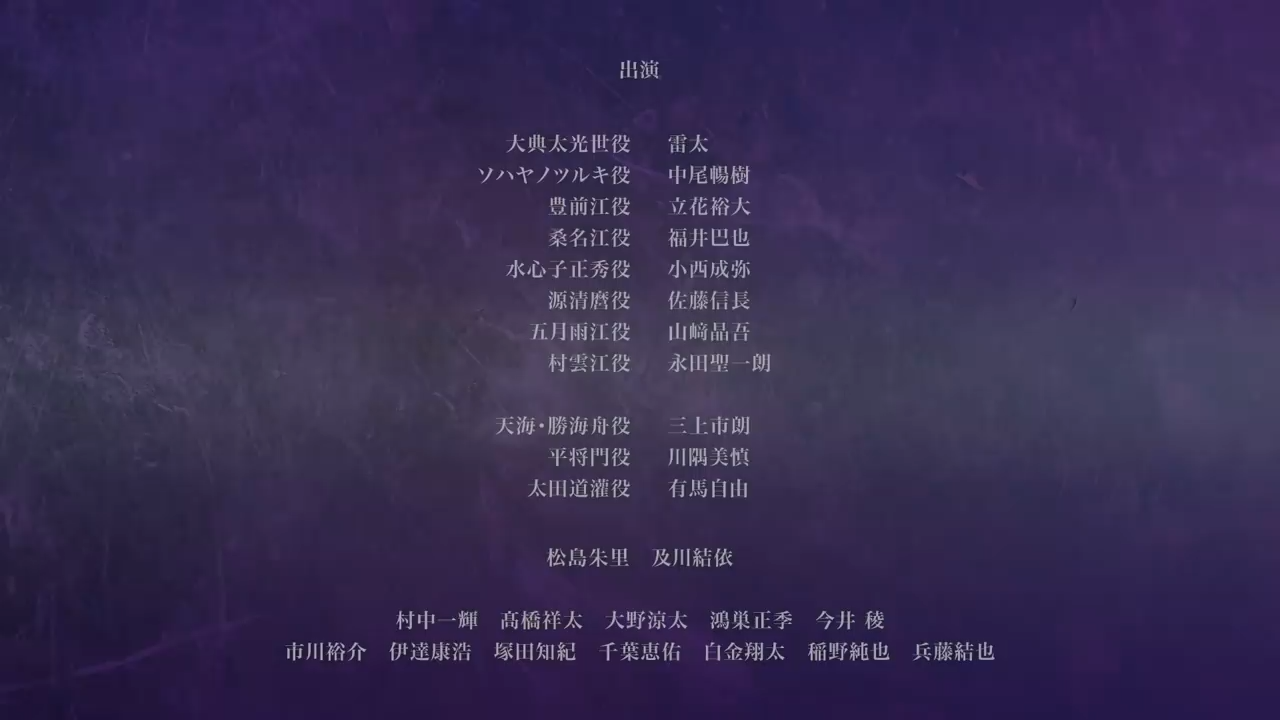 出演
大典太光世役 雷太
ソハヤノツルキ役 中尾暢樹
豊前江役 立花裕大
桑名江役 福井巴也
水心子正秀役 小西成弥
源清麿役 佐藤信長
五月雨江役 山﨑晶吾
村雲江役 永田聖一朗
天海・勝海舟役 三上市朗
平将門役 川隅美慎
太田道灌役 有馬自由
松島朱里 及川結依
村中一輝 髙橋祥太 大野涼太 鴻巣正季 今井 稜
市川裕介 伊達康浩 塚田知紀 千葉恵佑 白金翔太 稲野純也 兵藤結也